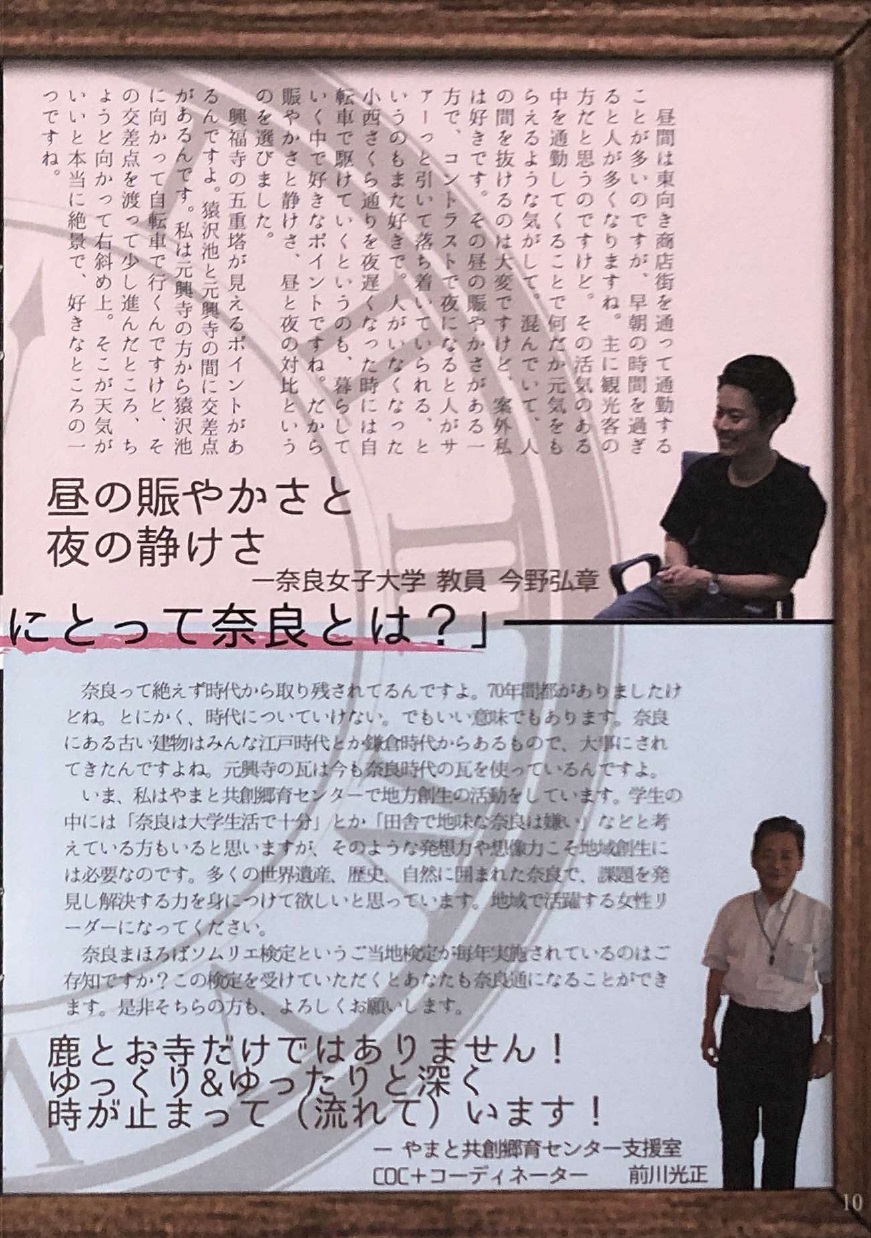 昼間は東向き商店街を通って通勤する
ことが多いのですが、早朝の時間を過ぎ
ると人が多くなりますね。主に観光客の
方だと思うのですけど。その活気のある
中を通勤してくることで何だか元気をも
らえるような気がして。混んでいて、人
の間を抜けるのは大変ですけど、案外私
は好きです。その昼の賑やかさがある一
方で、コントラストで夜になると人がサ
ァーっと引いて落ち着いていられる、と
いうのもまた好きで。人がいなくなった
小西さくら通りを夜遅くなった時には自
転車で駆けていくというのも、暮らして
いく中で好きなポイントですね。だから
賑やかさと静けさ、昼と夜の対比という
のを選びました。
興福寺の五重塔が見えるポイントがあ
るんですよ。猿沢池と元興寺の間に交差点
があるんです。私は元興寺の方から猿沢池
に向かって自転車で行くんですけど、そ
の交差点を渡って少し進んだところ、ち
ょうど向かって右斜め上。そこが天気が
いいと本当に絶景で、好きなところの一
つですね。
昼の賑やかさと
夜の静けさ
―奈良女子大学 教員 今野弘章
にとって奈良とは？」
奈良って絶えず時代から取り残されてるんですよ。70年間都がありましたけ
どね。とにかく、時代についていけない。でもいい意味でもあります。奈良
にある古い建物はみんな江戸時代とか鎌倉時代からあるもので、大事にされ
てきたんですよね。元興寺の瓦は今も奈良時代の瓦を使っているんですよ。
いま、私はやまと共創郷育センターで地方創生の活動をしています。学生の
中には「奈良は大学生活で十分」とか「田舎で地味な奈良は嫌い」などと考
えている方もいると思いますが、そのような発想力や想像力こそ地域創生に
は必要なのです。多くの世界遺産、歴史、自然に囲まれた奈良で、課題を発
見し解決する力を身につけて欲しいと思っています。地域で活躍する女性リ
ーダーになってください。
奈良まほろばソムリエ検定というご当地検定が毎年実施されているのはご
存知ですか？この検定を受けていただくとあなたも奈良通になることができ
ます。是非そちらの方も、よろしくお願いします。
鹿とお寺だけではありません！
ゆっくり&ゆったりと深く
時が止まって（流れて）います！
― やまと共創郷育センター支援室
COC＋コーディネーター 前川光正
10